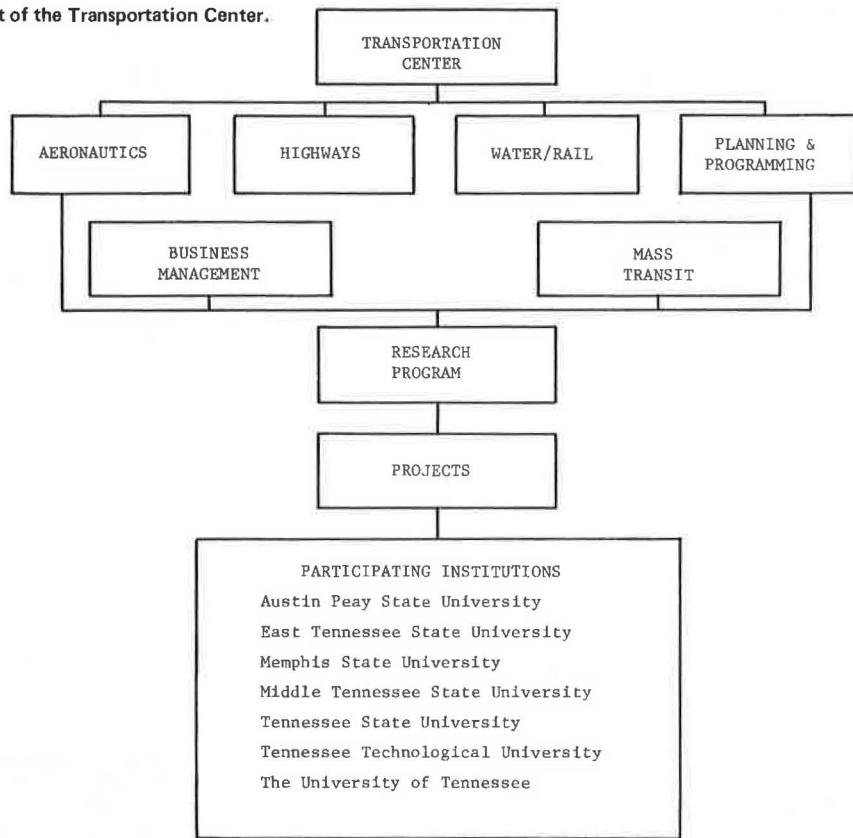 t of the Transportation Center.
TRANSPORTATION
CENTER
AERONAUTICS
HIGHWAYS
WATER/RAIL
PLANNING &
PROGRAMMING
BUSINESS
MANAGEMENT
MASS
TRANSIT
RESEARCH
PROGRAM
PROJECTS
PARTICIPATING INSTITUTIONS
Austin Peay State University
East Tennessee State University
Memphis State University
Middle Tennessee State University
Tennessee State University
Tennessee Technological University
The University of Tennessee